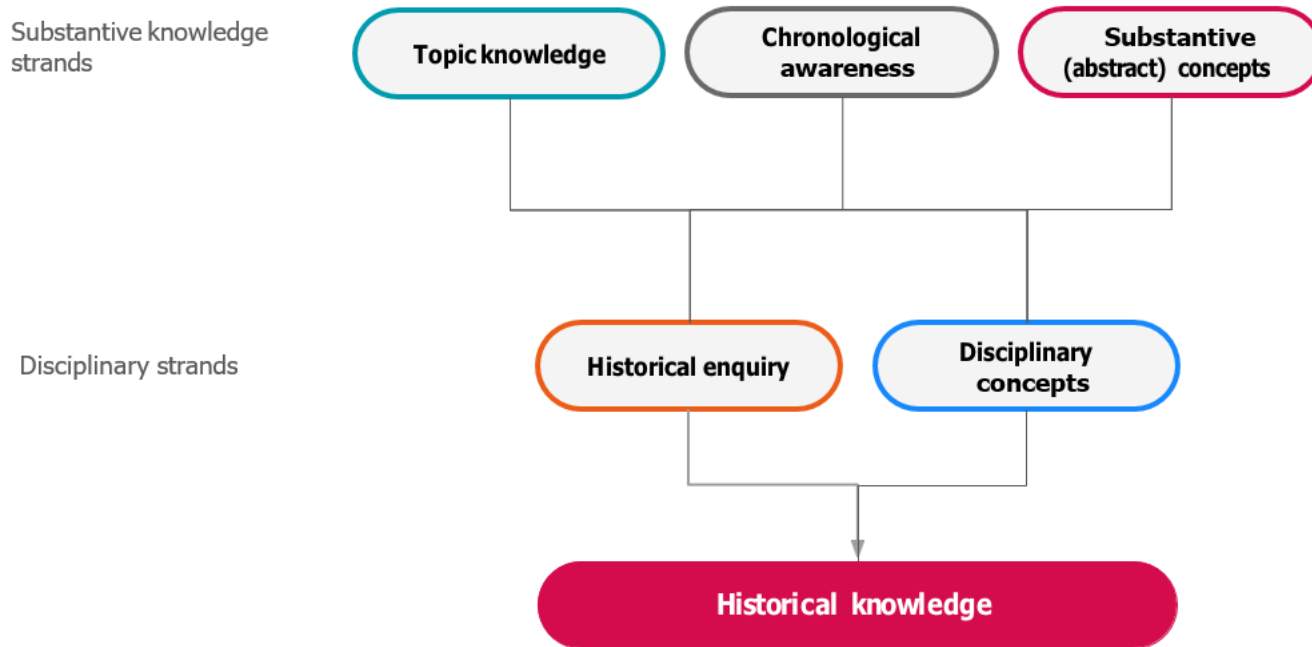 Substantive knowledge
strands
Topic knowledge
Chronological
awareness
Substantive
(abstract) concepts
Disciplinary strands
Historical enquiry
Disciplinary
concepts
Historical knowledge